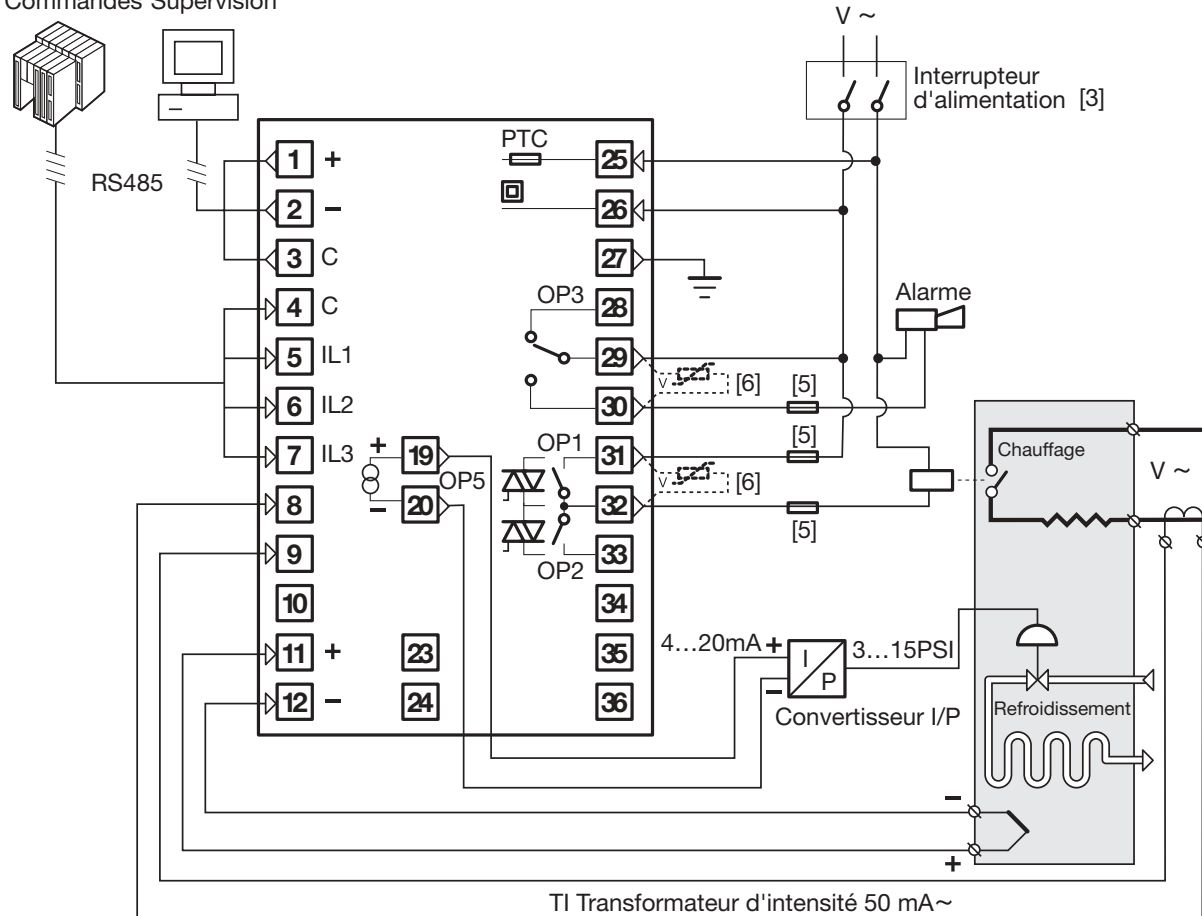 Commandes Supervision
V ~
Interrupteur
d'alimentation [3]
RS485
PTC
1 +
2 −
3 C
4 C
5 IL1
6 IL2
7 IL3
8
9
10
11 +
12 −
+ 19
− 20
OP5
23
24
25
26
27
OP3 28
29
30
OP1 31
32
33
OP2
34
35
36
Alarme
V [6]
[5]
[5]
V [6]
[5]
Chauffage
V ~
4...20mA +
−
I/P
3...15PSI
Convertisseur I/P
Refroidissement
−
+
TI Transformateur d'intensité 50 mA~